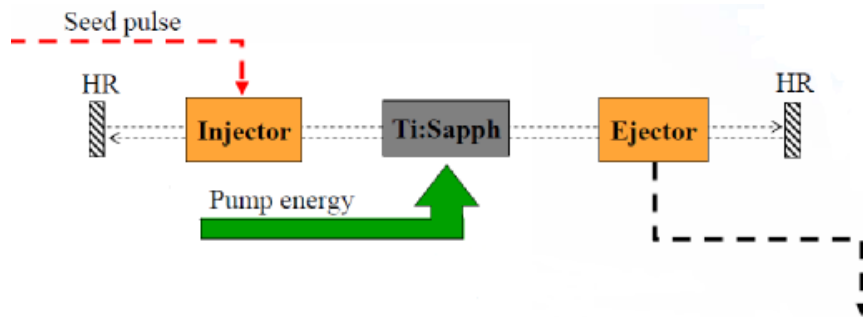 Seed pulse
HR
HR
Injector
Ti:Sapph
Ejector
Pump energy